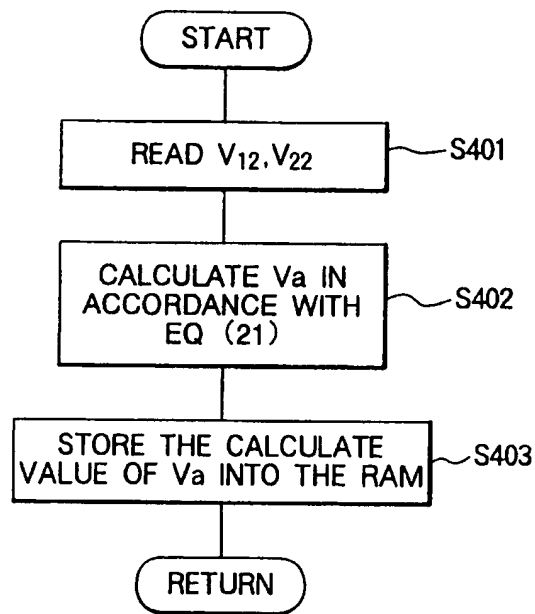 START
READ V12,V22
S401
CALCULATE Va IN
ACCORDANCE WITH
EQ (21)
S402
STORE THE CALCULATE
VALUE OF Va INTO THE RAM
S403
RETURN